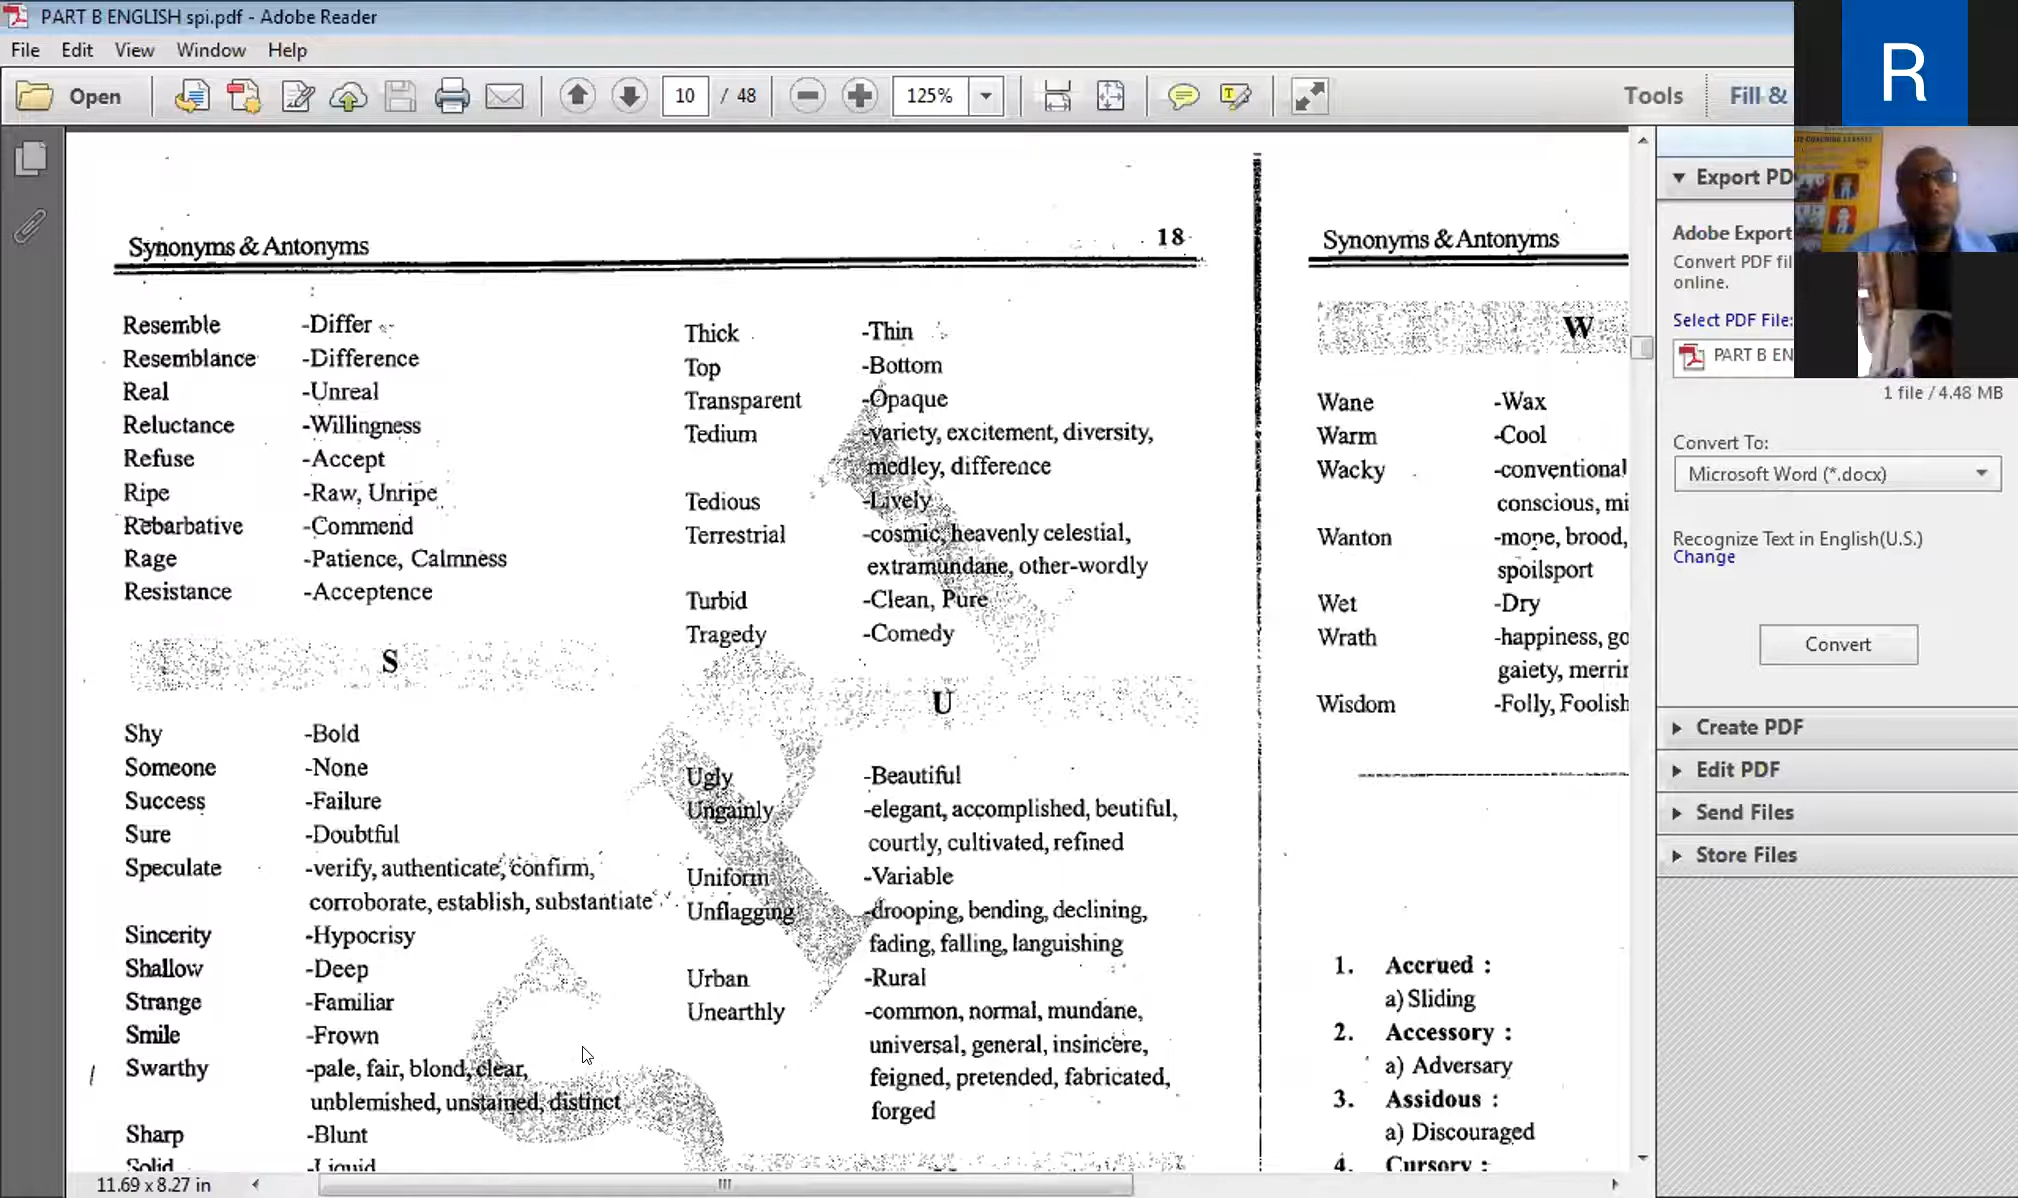 PART B ENGLISH spi.pdf - Adobe Reader
File Edit View Window Help
Open 10 / 48 125% Tools Fill &
R
Synonyms & Antonyms 18
Resemble -Differ
Resemblance -Difference
Real -Unreal
Reluctance -Willingness
Refuse -Accept
Ripe -Raw, Unripe
Rebarbative -Commend
Rage -Patience, Calmness
Resistance -Acceptence
S
Shy -Bold
Someone -None
Success -Failure
Sure -Doubtful
Speculate -verify, authenticate, confirm,
corroborate, establish, substantiate
Sincerity -Hypocrisy
Shallow -Deep
Strange -Familiar
Smile -Frown
Swarthy -pale, fair, blond, clear,
unblemished, unstained, distinct
Sharp -Blunt
Solid -Liquid
Thick -Thin
Top -Bottom
Transparent -Opaque
Tedium -variety, excitement, diversity,
medley, difference
Tedious -Lively
Terrestrial -cosmic, heavenly celestial,
extramundane, other-wordly
Turbid -Clean, Pure
Tragedy -Comedy
U
Ugly -Beautiful
Ungainly -elegant, accomplished, beutiful,
courtly, cultivated, refined
Uniform -Variable
Unflagging -drooping, bending, declining,
fading, falling, languishing
Urban -Rural
Unearthly -common, normal, mundane,
universal, general, insincere,
feigned, pretended, fabricated,
forged
Synonyms & Antonyms
W
Wane -Wax
Warm -Cool
Wacky -conventional
conscious, mi
Wanton -mope, brood,
spoilsport
Wet -Dry
Wrath -happiness, go
gaiety, merrin
Wisdom -Folly, Foolish
1. Accrued :
a) Sliding
2. Accessory :
a) Adversary
3. Assidous :
a) Discouraged
4. Cursory :
Export PD
Adobe Export
Convert PDF fil
online.
Select PDF File:
PART B EN
1 file / 4.48 MB
Convert To:
Microsoft Word (*.docx)
Recognize Text in English(U.S.)
Change
Convert
Create PDF
Edit PDF
Send Files
Store Files
11.69 x 8.27 in